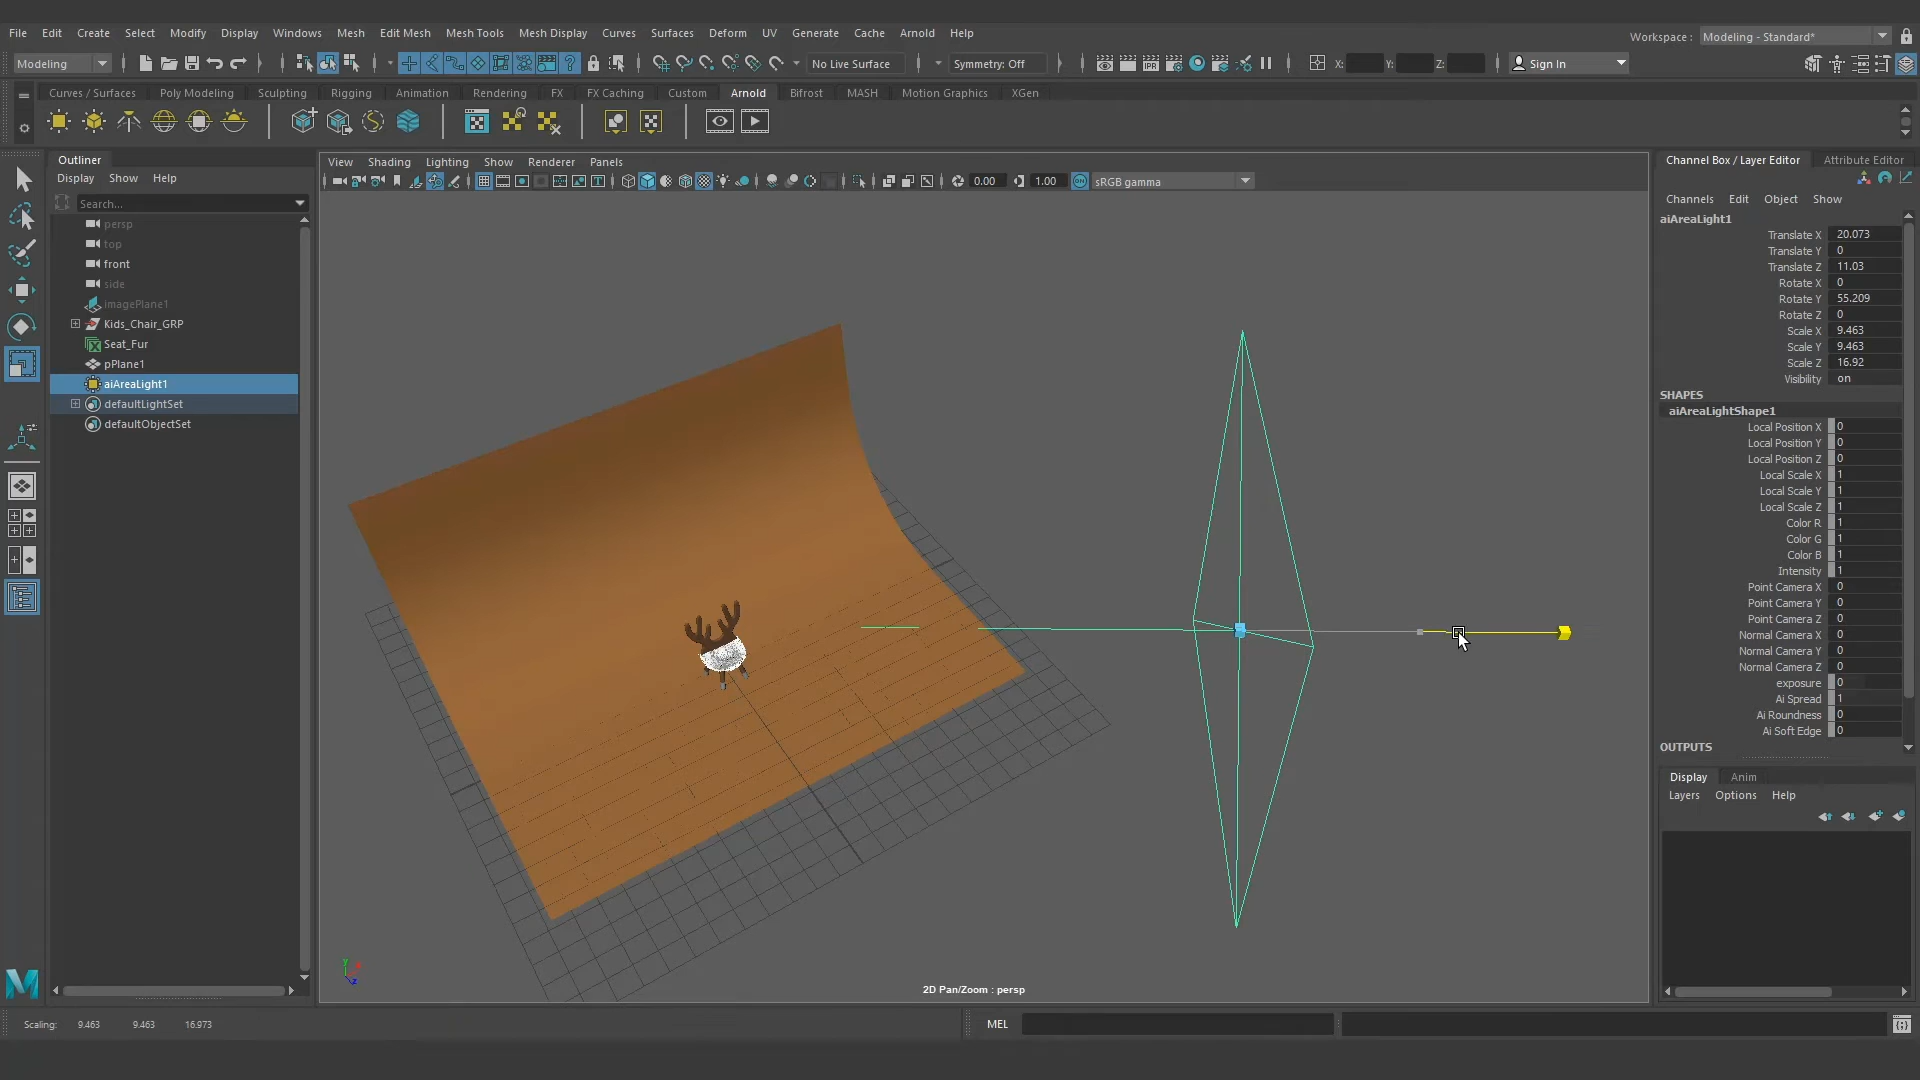 File Edit Create Select Modify Display Windows Mesh Edit Mesh Mesh Tools Mesh Display Curves Surfaces Deform UV Generate Cache Arnold Help
Workspace : Modeling - Standard*
Modeling
No Live Surface
Symmetry: Off
X: Y: Z:
Sign In
Curves / Surfaces Poly Modeling Sculpting Rigging Animation Rendering FX FX Caching Custom Arnold Bifrost MASH Motion Graphics XGen
Outliner
Display Show Help
Search...
persp
top
front
side
imagePlane1
Kids_Chair_GRP
Seat_Fur
pPlane1
aiAreaLight1
defaultLightSet
defaultObjectSet
View Shading Lighting Show Renderer Panels
0.00 1.00 ON sRGB gamma
2D Pan/Zoom : persp
Channel Box / Layer Editor Attribute Editor
Channels Edit Object Show
aiAreaLight1
Translate X 20.073
Translate Y 0
Translate Z 11.03
Rotate X 0
Rotate Y 55.209
Rotate Z 0
Scale X 9.463
Scale Y 9.463
Scale Z 16.92
Visibility on
SHAPES
aiAreaLightShape1
Local Position X 0
Local Position Y 0
Local Position Z 0
Local Scale X 1
Local Scale Y 1
Local Scale Z 1
Color R 1
Color G 1
Color B 1
Intensity 1
Point Camera X 0
Point Camera Y 0
Point Camera Z 0
Normal Camera X 0
Normal Camera Y 0
Normal Camera Z 0
exposure 0
Ai Spread 1
Ai Roundness 0
Ai Soft Edge 0
OUTPUTS
Display Anim
Layers Options Help
Scaling: 9.463 9.463 16.973
MEL